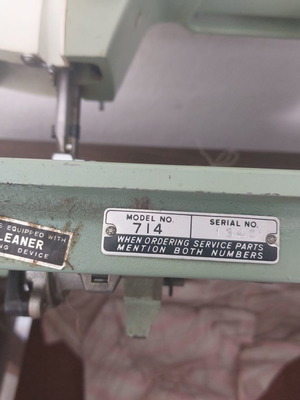 MODEL NO. SERIAL NO.
714
WHEN ORDERING SERVICE PARTS
MENTION BOTH NUMBERS
EQUIPPED WITH
LEANER
DEVICE